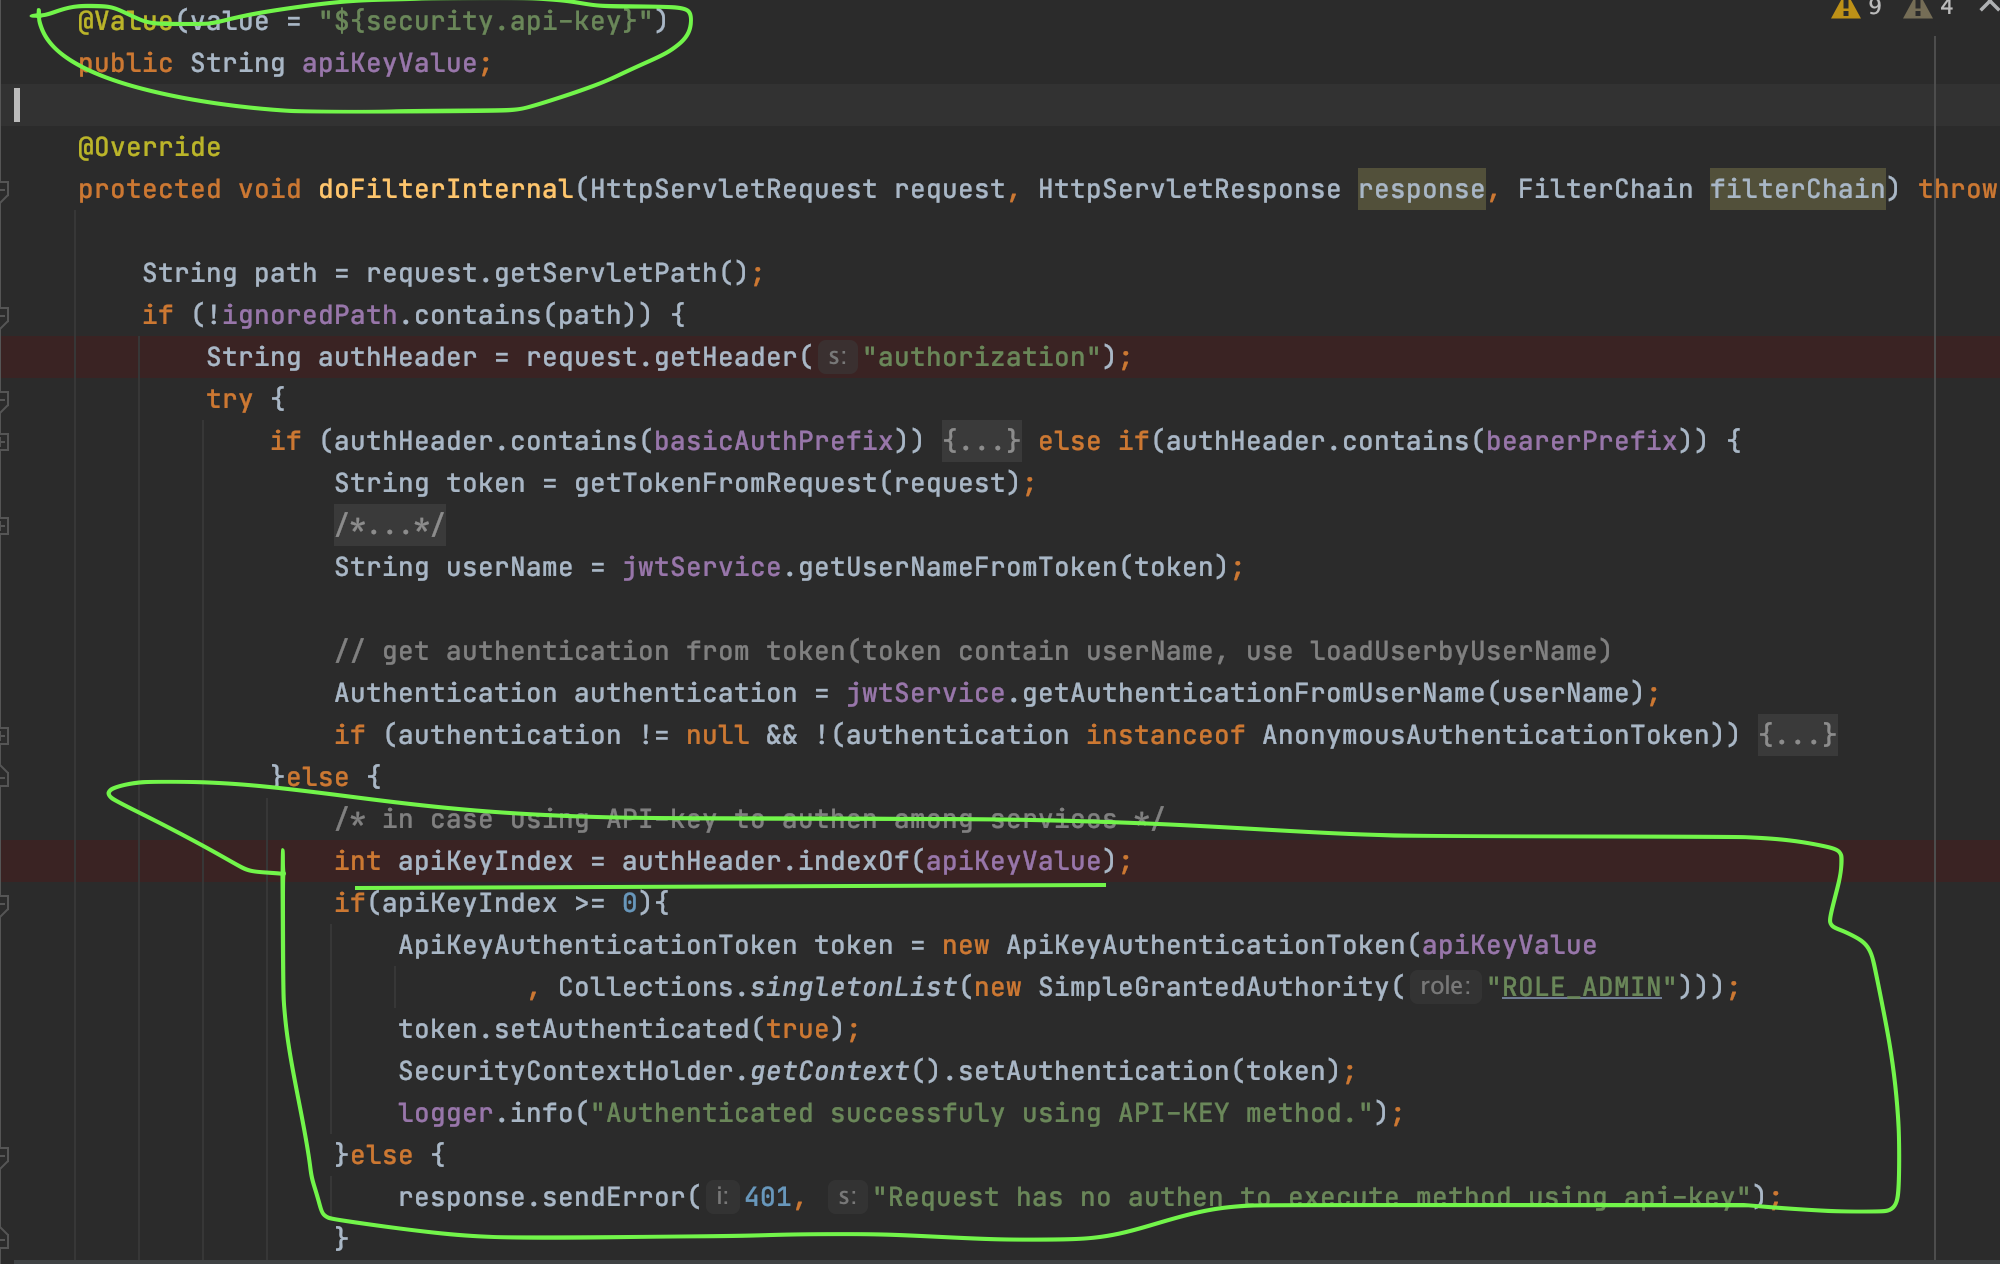 @Value(value = "${security.api-key}")
9 4
public String apiKeyValue;
@Override
protected void doFilterInternal(HttpServletRequest request, HttpServletResponse response, FilterChain filterChain) throw
String path = request.getServletPath();
if (!ignoredPath.contains(path)) {
String authHeader = request.getHeader( s: "authorization");
try {
if (authHeader.contains(basicAuthPrefix)) {...} else if(authHeader.contains(bearerPrefix)) {
String token = getTokenFromRequest(request);
/*...*/
String userName = jwtService.getUserNameFromToken(token);
// get authentication from token(token contain userName, use loadUserbyUserName)
Authentication authentication = jwtService.getAuthenticationFromUserName(userName);
if (authentication != null && !(authentication instanceof AnonymousAuthenticationToken)) {...}
}else {
/* in case using API-key to authen among services */
int apiKeyIndex = authHeader.indexOf(apiKeyValue);
if(apiKeyIndex >= 0){
ApiKeyAuthenticationToken token = new ApiKeyAuthenticationToken(apiKeyValue
, Collections.singletonList(new SimpleGrantedAuthority( role: "ROLE_ADMIN")));
token.setAuthenticated(true);
SecurityContextHolder.getContext().setAuthentication(token);
logger.info("Authenticated successfuly using API-KEY method.");
}else {
response.sendError( i: 401, s: "Request has no authen to execute method using api-key");
}